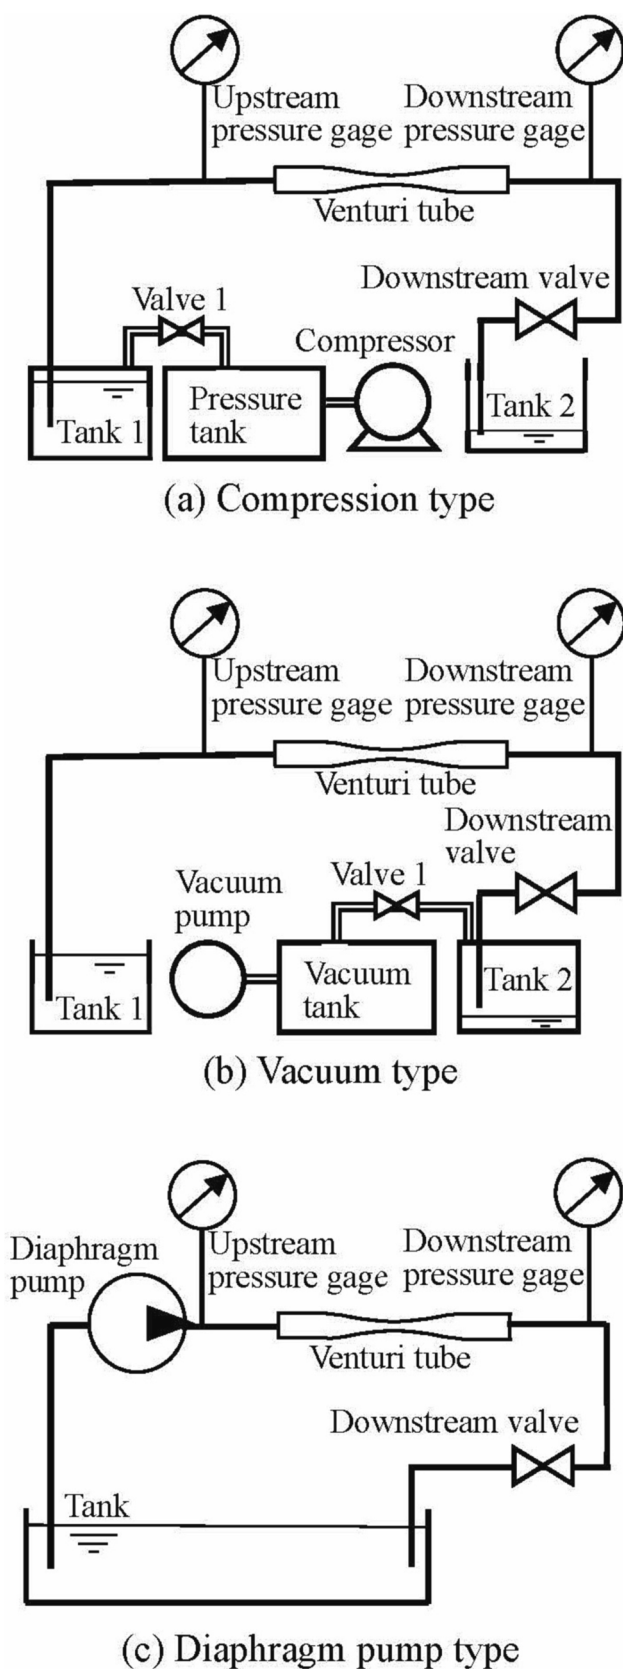 Upstream
pressure gage
Downstream
pressure gage
Venturi tube
Downstream valve
Valve 1
Compressor
Tank 1
Pressure
tank
Tank 2
(a) Compression type
Upstream
pressure gage
Downstream
pressure gage
Venturi tube
Downstream
valve
Vacuum
pump
Valve 1
Tank 1
Vacuum
tank
Tank 2
(b) Vacuum type
Diaphragm
pump
Upstream
pressure gage
Downstream
pressure gage
Venturi tube
Downstream valve
Tank
(c) Diaphragm pump type